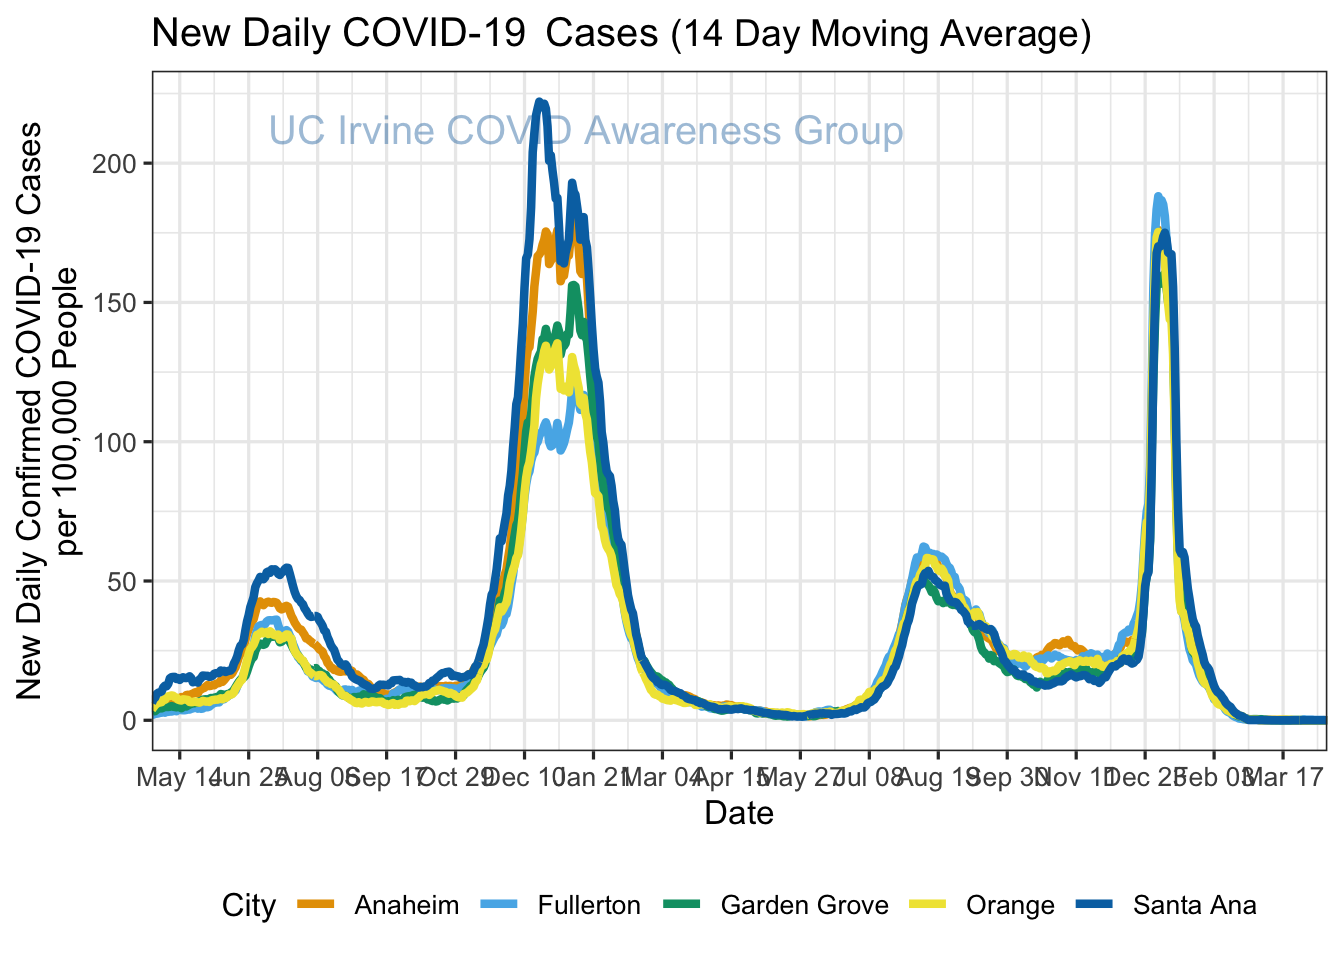 New Daily COVID-19  Cases (14 Day Moving Average)
UC Irvine COVID Awareness Group
New Daily Confirmed COVID-19 Cases
per 100,000 People
200
150
100
50
0
May 14 Jun 25 Aug 06 Sep 17 Oct 29 Dec 10 Jan 21 Mar 04 Apr 15 May 27 Jul 08 Aug 19 Sep 30 Nov 11 Dec 23 Feb 03 Mar 17
Date
City Anaheim Fullerton Garden Grove Orange Santa Ana